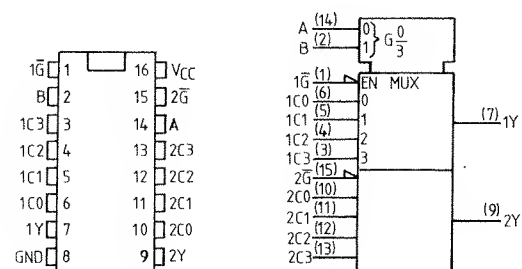 1G̅ 1 16 VCC
B 2 15 2G̅
1C3 3 14 A
1C2 4 13 2C3
1C1 5 12 2C2
1C0 6 11 2C1
1Y 7 10 2C0
GND 8 9 2Y
A (14) 0 } G 0/3
B (2) 1
1G̅ (1) EN MUX
1C0 (6) 0
1C1 (5) 1 (7) 1Y
1C2 (4) 2
1C3 (3) 3
2G̅ (15)
2C0 (10)
2C1 (11) (9) 2Y
2C2 (12)
2C3 (13)